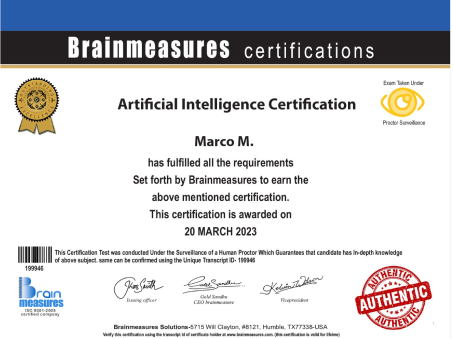 Brainmeasures certifications
Exam Taken Under
Proctor Surveillance
Artificial Intelligence Certification
Marco M.
has fulfilled all the requirements
Set forth by Brainmeasures to earn the
above mentioned certification.
This certification is awarded on
20 MARCH 2023
This Certification Test was conducted Under the Surveillance of a Human Proctor Which Guarantees that candidate has in-depth knowledge
of above subject. same can be confirmed using the Unique Transcript ID- 199946
199946
Brain
measures
ISO 9001:2008
certified company
Issuing officer
Gold Sandhu
CEO brainmeasure
Vicepresident
AUTHENTIC
AUTHENTIC
AUTHENTIC
Brainmeasures Solutions-5715 Will Clayton, #8121, Humble, TX77338-USA
Verify this certification using the transcript id of certificate holder at www.brainmeasures.com. (this certification is valid for lifetime)